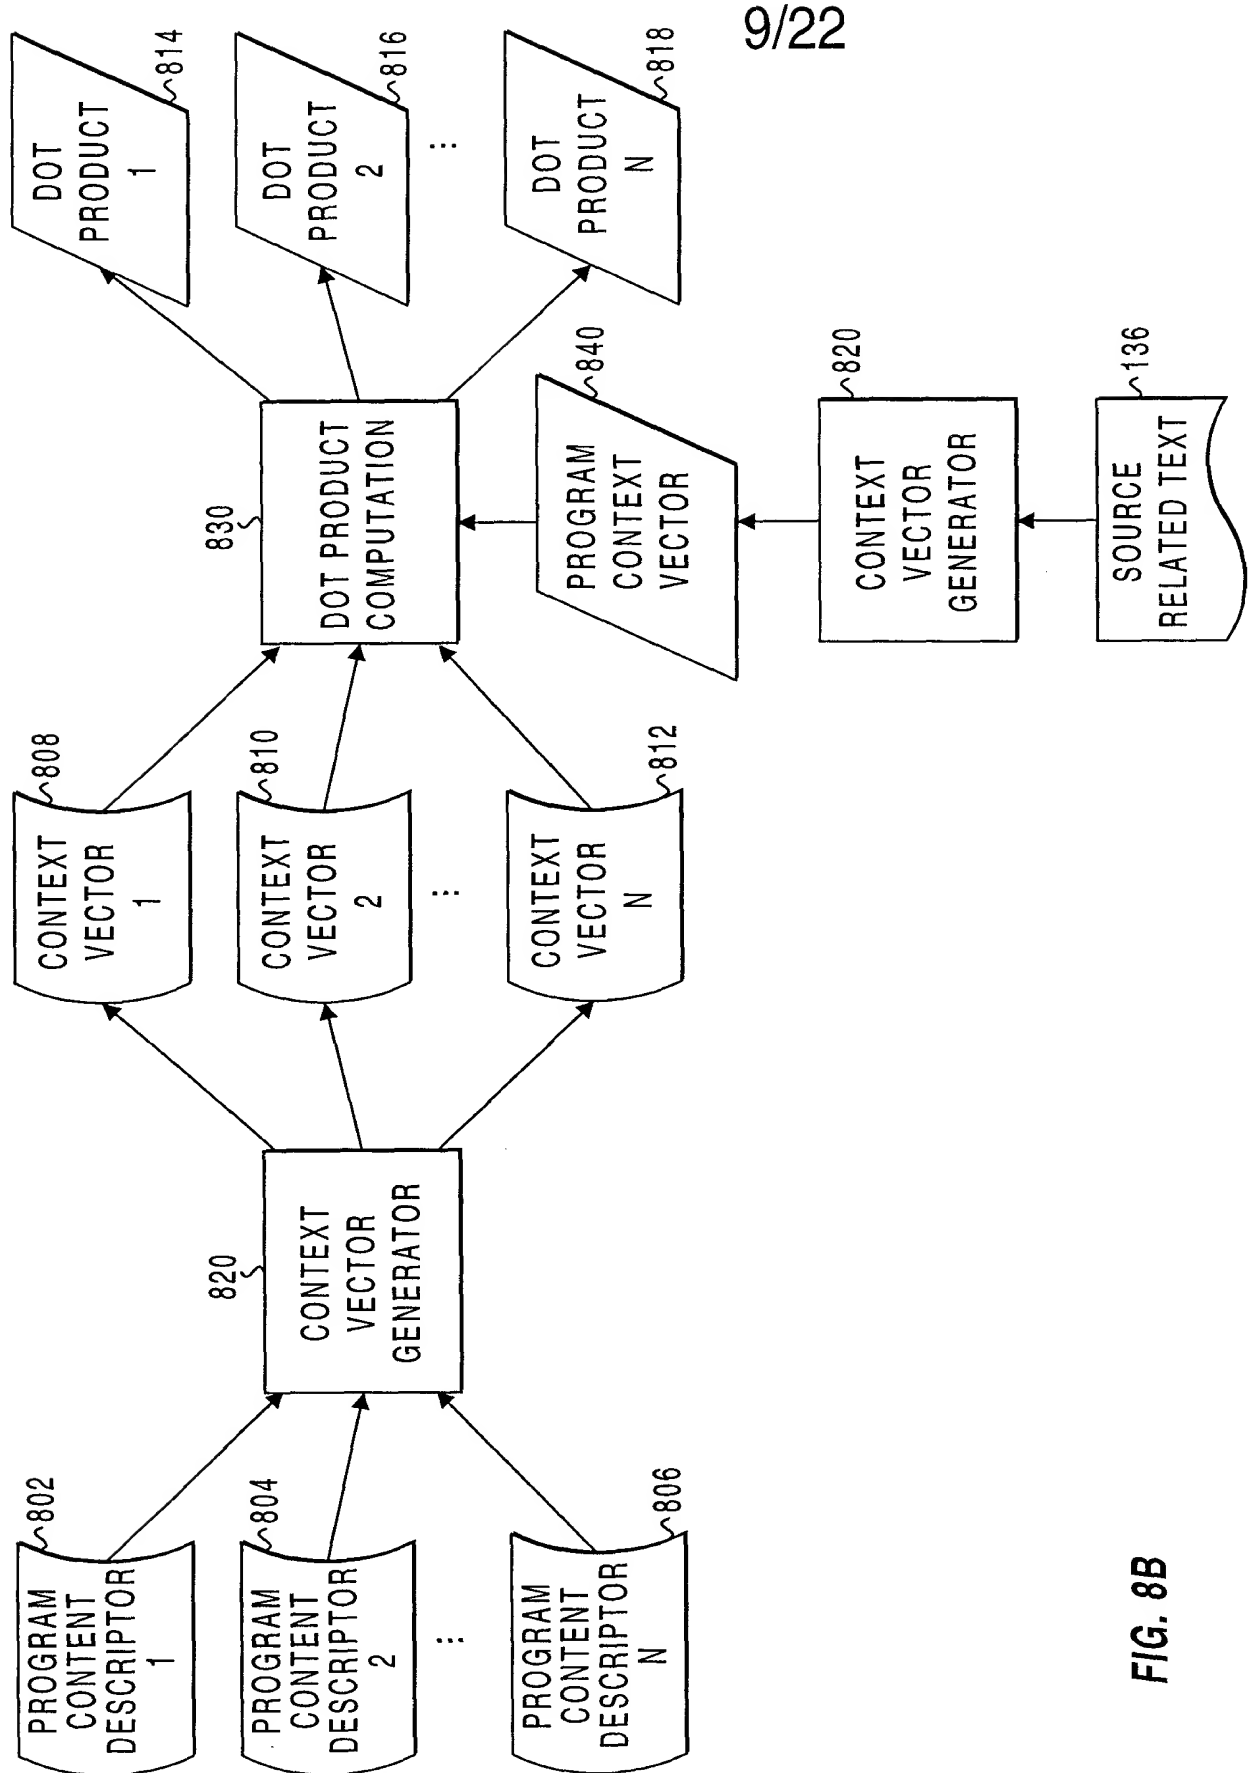 9/22
PROGRAM
CONTENT
DESCRIPTOR
1
802
PROGRAM
CONTENT
DESCRIPTOR
2
804
⋮
PROGRAM
CONTENT
DESCRIPTOR
N
806
820
CONTEXT
VECTOR
GENERATOR
CONTEXT
VECTOR
1
808
CONTEXT
VECTOR
2
810
⋮
CONTEXT
VECTOR
N
812
830
DOT PRODUCT
COMPUTATION
DOT
PRODUCT
1
814
DOT
PRODUCT
2
816
⋮
DOT
PRODUCT
N
818
PROGRAM
CONTEXT
VECTOR
840
CONTEXT
VECTOR
GENERATOR
820
SOURCE
RELATED TEXT
136
FIG. 8B